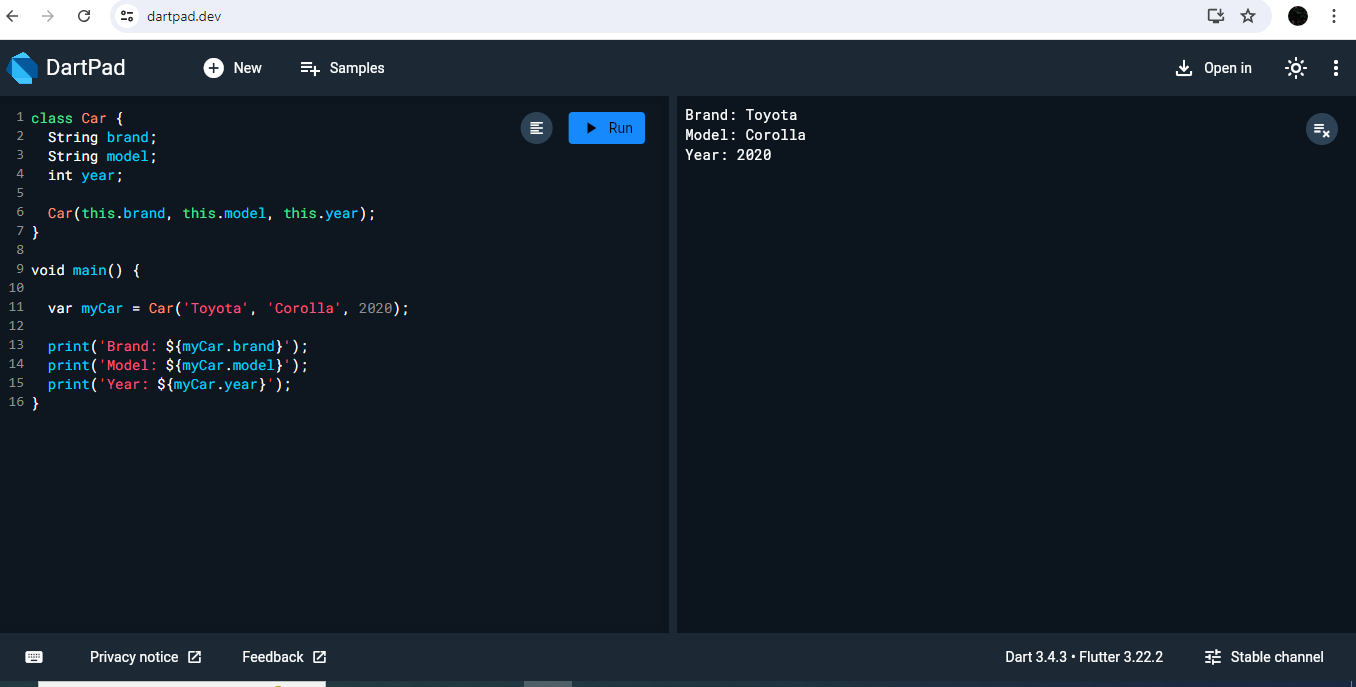 dartpad.dev
DartPad
New
Samples
Open in
1 class Car {
2   String brand;
3   String model;
4   int year;
5
6   Car(this.brand, this.model, this.year);
7 }
8
9 void main() {
10
11   var myCar = Car('Toyota', 'Corolla', 2020);
12
13   print('Brand: ${myCar.brand}');
14   print('Model: ${myCar.model}');
15   print('Year: ${myCar.year}');
16 }
Run
Brand: Toyota
Model: Corolla
Year: 2020
Privacy notice
Feedback
Dart 3.4.3 • Flutter 3.22.2
Stable channel